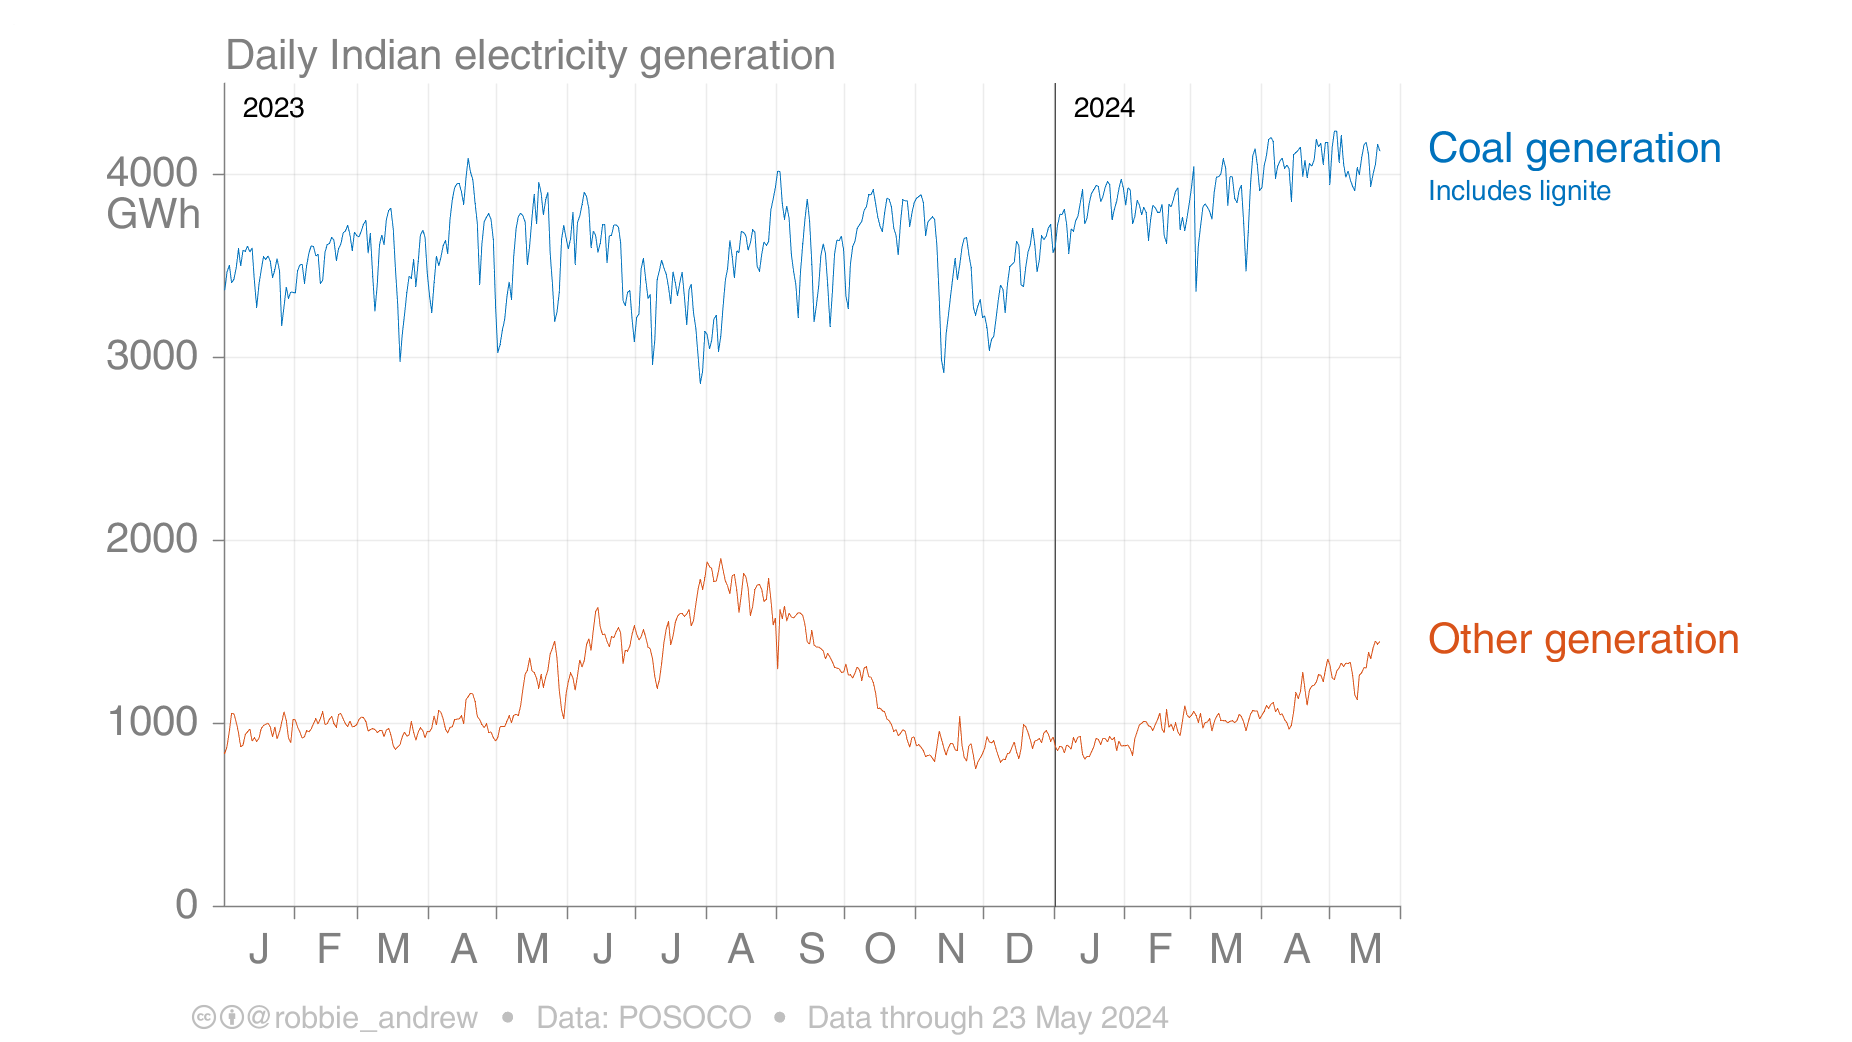 Daily Indian electricity generation
2023
2024
Coal generation
Includes lignite
4000
GWh
3000
2000
Other generation
1000
0
J F M A M J J A S O N D J F M A M
@robbie_andrew • Data: POSOCO • Data through 23 May 2024